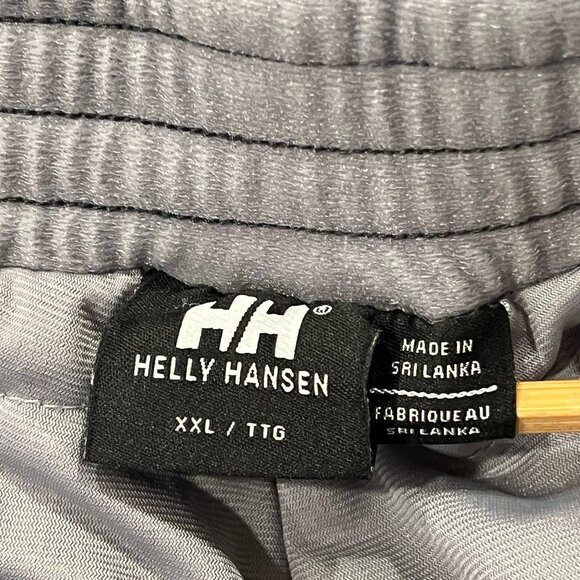 HH®
HELLY HANSEN
XXL / TTG
MADE IN
SRI LANKA
FABRIQUE AU
SRI LANKA